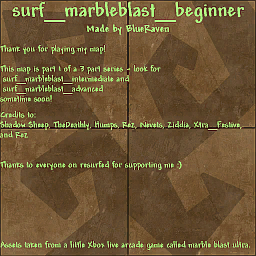 surf__marbleblast__beginner
Made by BlueRaven
Thank you for playing my map!
This map is part 1 of a 3 part series - look for
surf__marbleblast__intermediate and
surf__marbleblast__advanced
sometime soon!
Credits to:
Shadow Sheep, TheDeathly, Humps, Rez, Nevets, Ziddia, Xtra__Festive,
and Rez
Thanks to everyone on resurfed for supporting me :)
Assets taken from a little Xbox live arcade game called marble blast ultra.